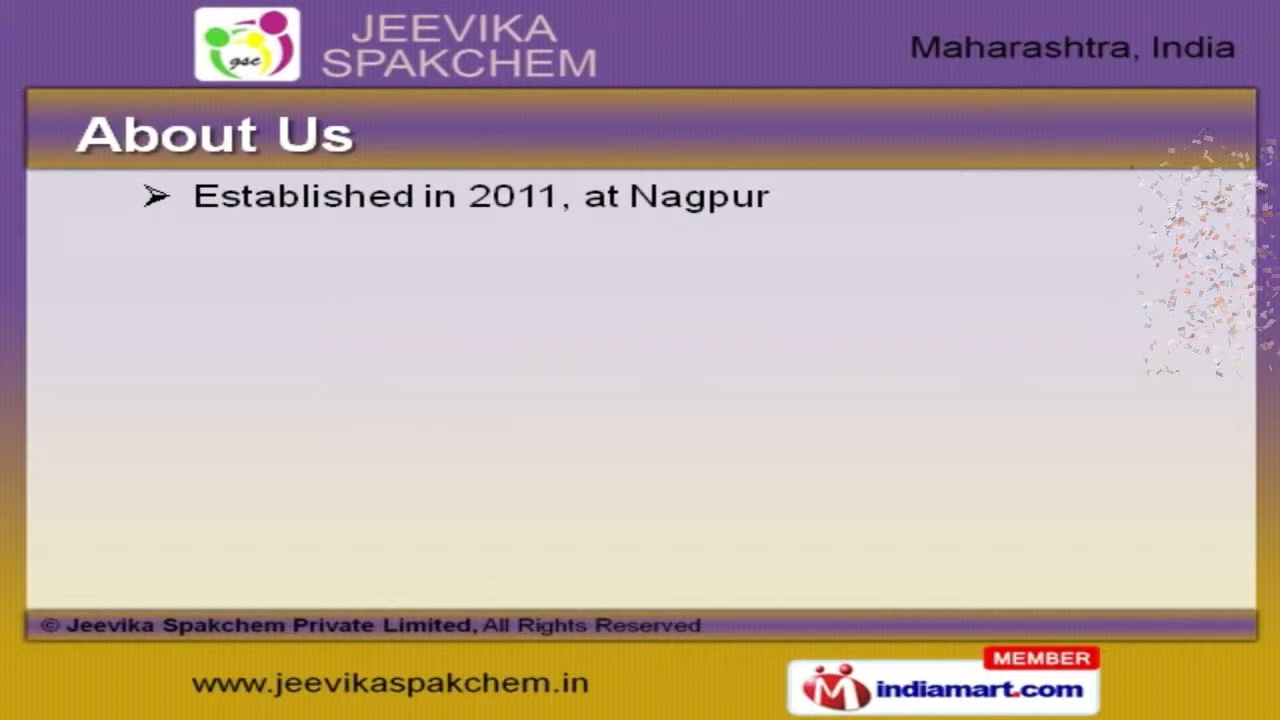 gsc
JEEVIKA
SPAKCHEM
Maharashtra, India
About Us
➢ Established in 2011, at Nagpur
© Jeevika Spakchem Private Limited, All Rights Reserved
www.jeevikaspakchem.in
MEMBER
indiamart.com